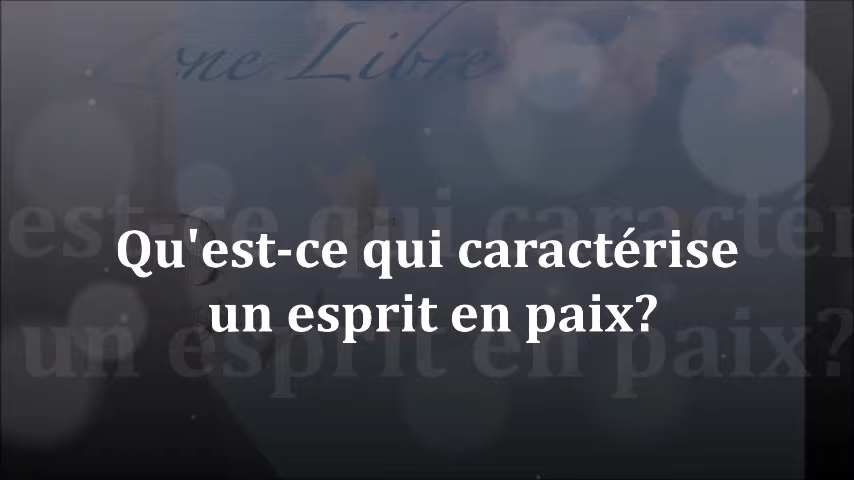 ne Libre
Qu'est-ce qui caractérise
un esprit en paix?